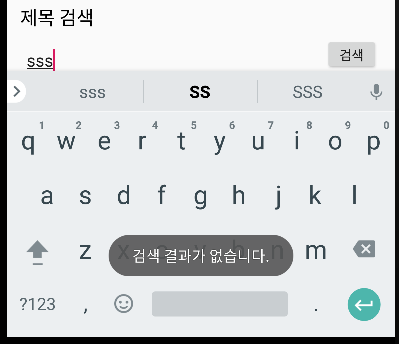 제목 검색
sss
검색
sss SS SSS
1 2 3 4 5 6 7 8 9 0
q w e r t y u i o p
a s d f g h j k l
z x n m
검색 결과가 없습니다.
?123 , .